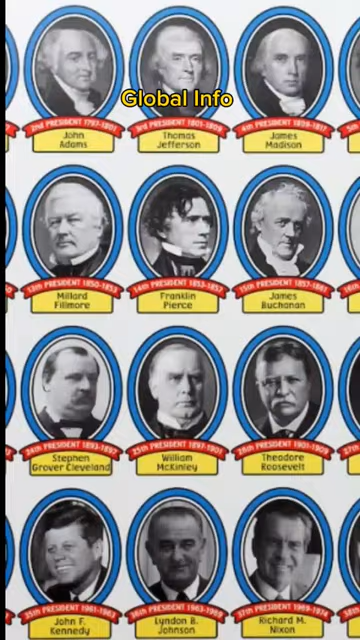 Global Info
2nd PRESIDENT 1797-1801
John
Adams
3rd PRESIDENT 1801-1809
Thomas
Jefferson
4th PRESIDENT 1809-1817
James
Madison
13th PRESIDENT 1850-1853
Millard
Fillmore
14th PRESIDENT 1853-1857
Franklin
Pierce
15th PRESIDENT 1857-1861
James
Buchanan
24th PRESIDENT 1893-1897
Stephen
Grover Cleveland
25th PRESIDENT 1897-1901
William
McKinley
26th PRESIDENT 1901-1909
Theodore
Roosevelt
35th PRESIDENT 1961-1963
John F.
Kennedy
36th PRESIDENT 1963-1969
Lyndon B.
Johnson
37th PRESIDENT 1969-1974
Richard M.
Nixon